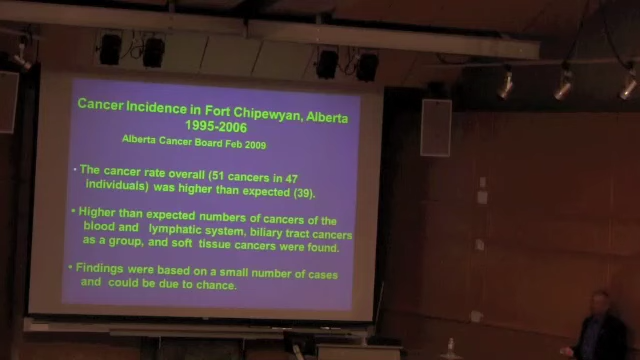 Cancer Incidence in Fort Chipewyan, Alberta
1995-2006
Alberta Cancer Board Feb 2009
• The cancer rate overall (51 cancers in 47
individuals) was higher than expected (39).
• Higher than expected numbers of cancers of the
blood and lymphatic system, biliary tract cancers
as a group, and soft tissue cancers were found.
• Findings were based on a small number of cases
and could be due to chance.